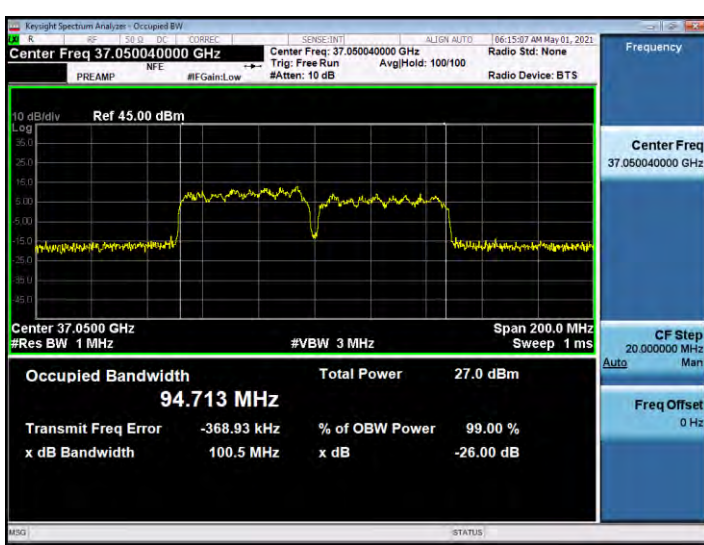 Keysight Spectrum Analyzer - Occupied BW
R RF 50 Ω DC CORREC SENSE:INT ALIGN AUTO 06:15:07 AM May 01, 2021
Center Freq 37.050040000 GHz
Center Freq: 37.050040000 GHz
Radio Std: None
NFE
Trig: Free Run Avg|Hold: 100/100
PREAMP #IFGain:Low #Atten: 10 dB Radio Device: BTS
Frequency
10 dB/div Ref 45.00 dBm
Log
35.0
25.0
15.0
5.00
-5.00
-15.0
-25.0
-35.0
-45.0
Center 37.0500 GHz Span 200.0 MHz
#Res BW 1 MHz #VBW 3 MHz Sweep 1 ms
Occupied Bandwidth Total Power 27.0 dBm
94.713 MHz
Transmit Freq Error -368.93 kHz % of OBW Power 99.00 %
x dB Bandwidth 100.5 MHz x dB -26.00 dB
Center Freq
37.050040000 GHz
CF Step
20.000000 MHz
Auto Man
Freq Offset
0 Hz
MSG STATUS